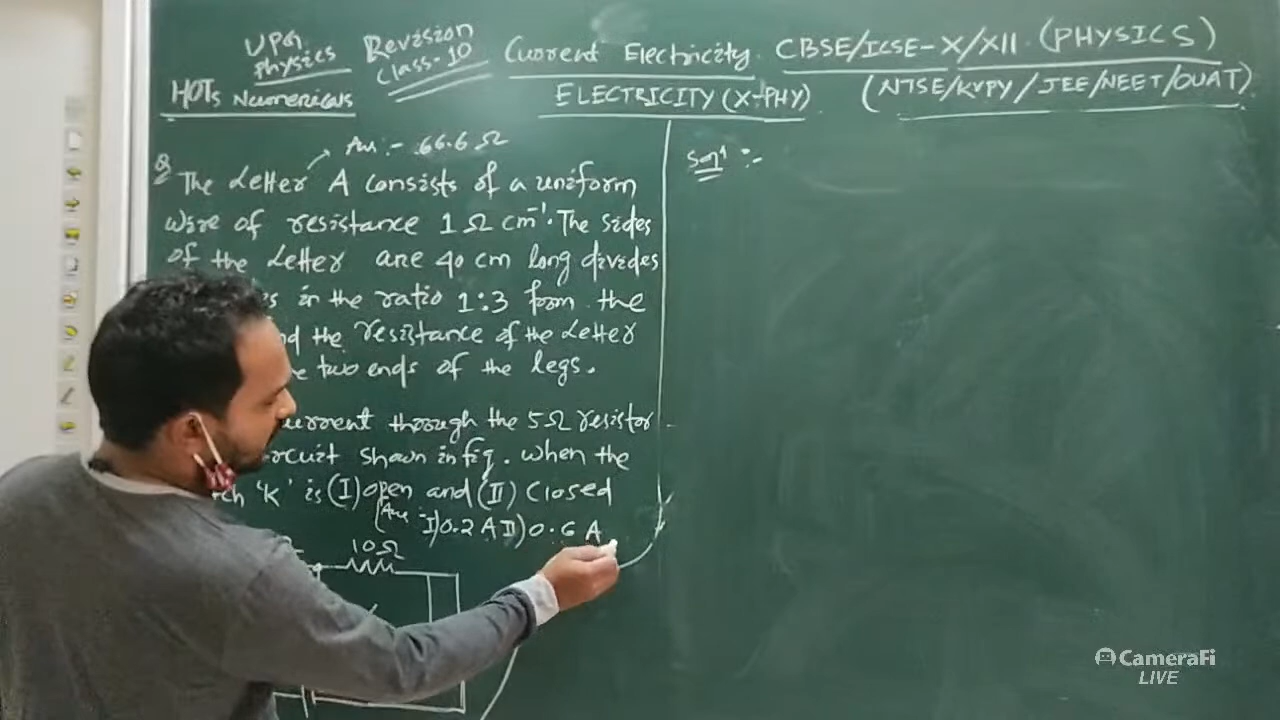 UPG Physics
Revision Class-10
Current Electricity
CBSE/ICSE-X/XII (PHYSICS)
HOTs Numericals
ELECTRICITY (X-PHY)
(NTSE/KVPY/JEE/NEET/OUAT)
Ans :- 66.6 Ω
Q The Letter A consists of a uniform
wire of resistance 1 Ω cm⁻¹. The sides
of the Letter are 40 cm long divides
in the ratio 1:3 from the
the resistance of the Letter
two ends of the legs.
current through the 5Ω resistor
circuit shown in fig. when the
'K' is (I) open and (II) Closed
(Ans - I) 0.2 A II) 0.6 A
10Ω
Solⁿ :-
CameraFi
LIVE